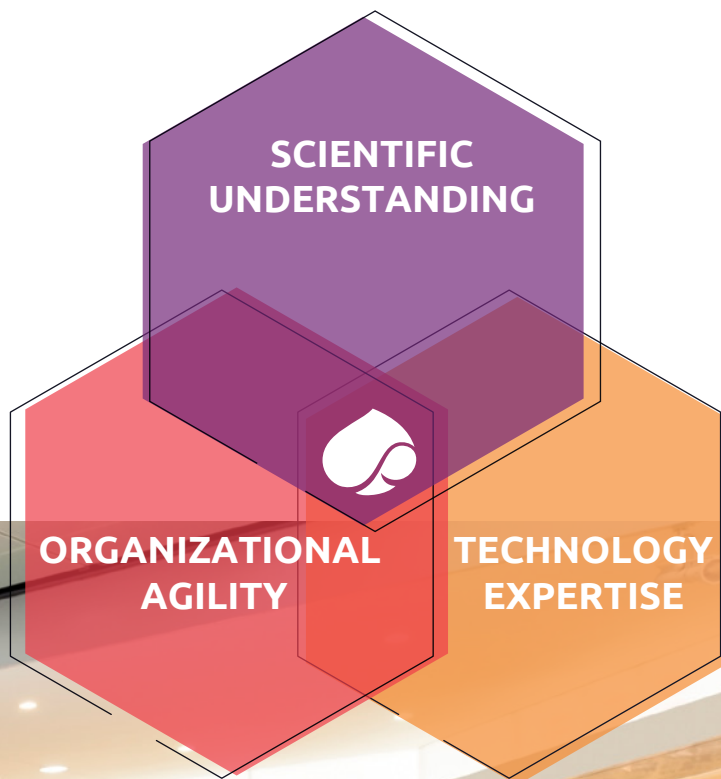 SCIENTIFIC
UNDERSTANDING
ORGANIZATIONAL
AGILITY
TECHNOLOGY
EXPERTISE